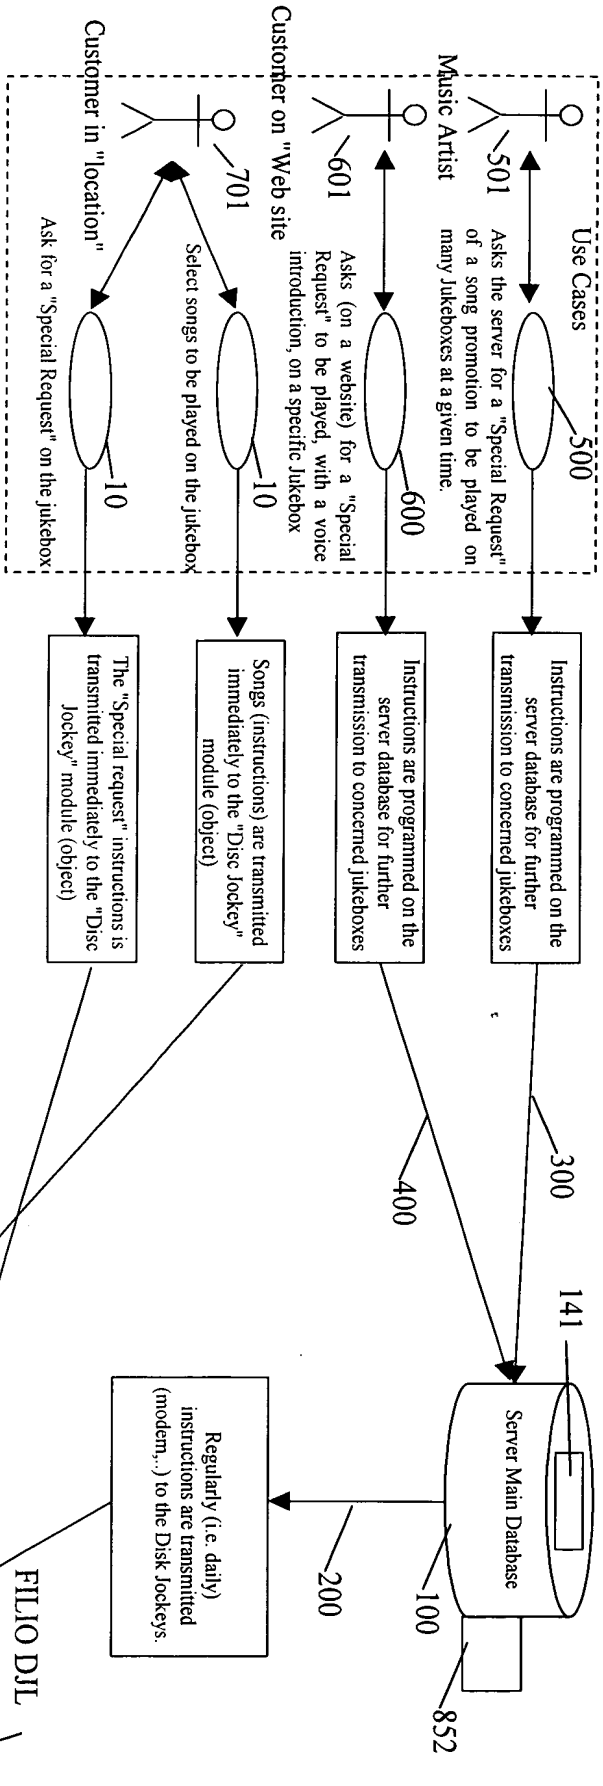 Use Cases
501
Music Artist
Asks the server for a "Special Request"
of a song promotion to be played on
many Jukeboxes at a given time.
500
Instructions are programmed on the
server database for further
transmission to concerned jukeboxes
300
601
Customer on "Web site
Asks (on a website) for a "Special
Request" to be played, with a voice
introduction, on a specific Jukebox
600
Instructions are programmed on the
server database for further
transmission to concerned jukeboxes
400
701
Customer in "location"
Select songs to be played on the jukebox
10
Songs (instructions) are transmitted
immediately to the "Disc Jockey"
module (object)
Ask for a "Special Request" on the jukebox
10
The "Special request" instructions is
transmitted immediately to the "Disc
Jockey" module (object)
141
Server Main Database
100
852
200
Regularly (i.e. daily)
instructions are transmitted
(modem,..) to the Disk Jockeys.
FILIO DJL